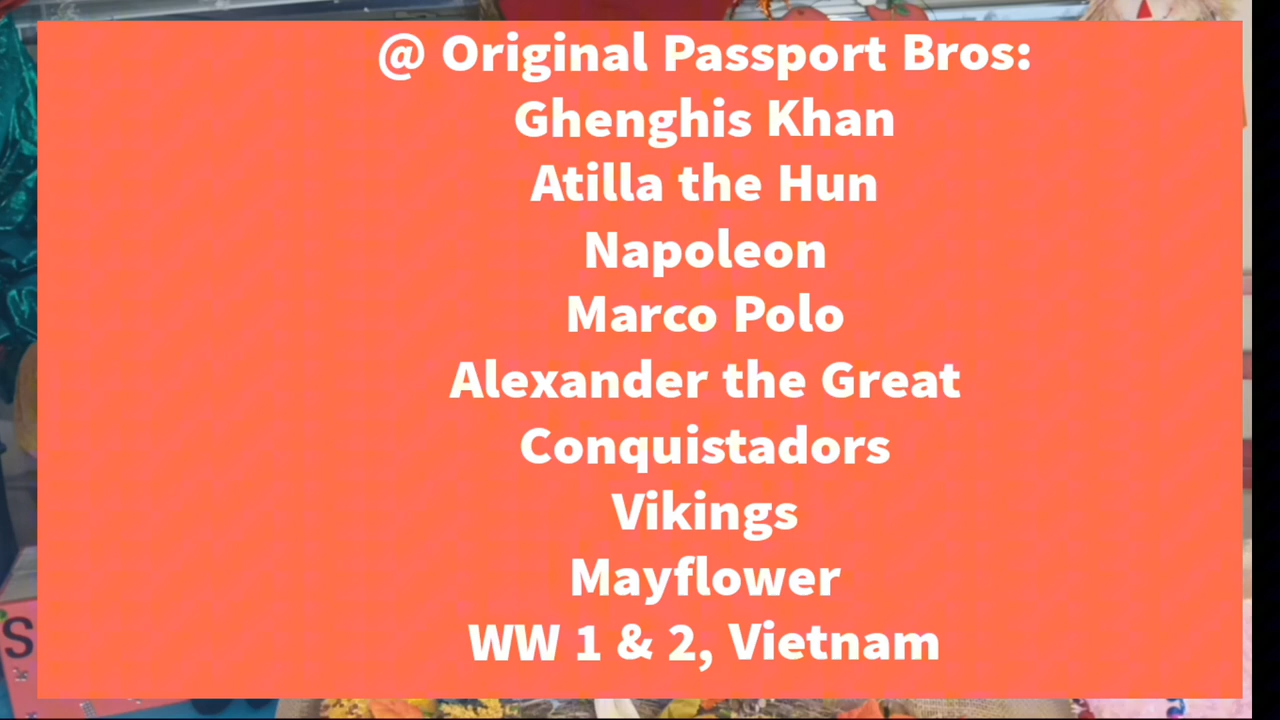 @ Original Passport Bros:
Ghenghis Khan
Atilla the Hun
Napoleon
Marco Polo
Alexander the Great
Conquistadors
Vikings
Mayflower
WW 1 & 2, Vietnam
S